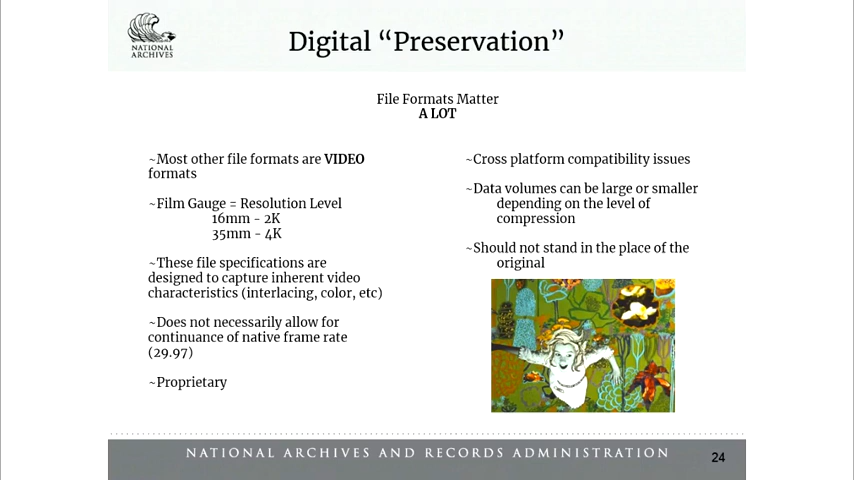 NATIONAL
ARCHIVES
Digital “Preservation”
File Formats Matter
A LOT
~Most other file formats are VIDEO
formats
~Film Gauge = Resolution Level
16mm - 2K
35mm - 4K
~These file specifications are
designed to capture inherent video
characteristics (interlacing, color, etc)
~Does not necessarily allow for
continuance of native frame rate
(29.97)
~Proprietary
~Cross platform compatibility issues
~Data volumes can be large or smaller
depending on the level of
compression
~Should not stand in the place of the
original
NATIONAL ARCHIVES AND RECORDS ADMINISTRATION
24